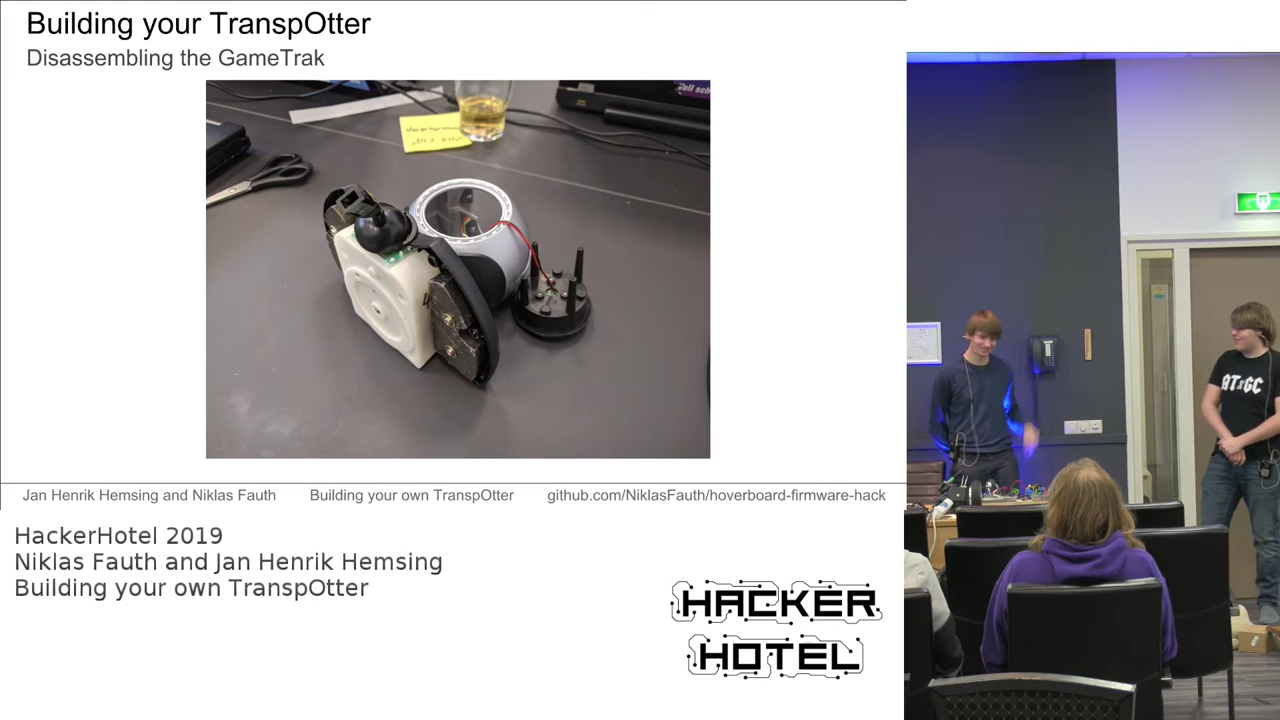 Building your TranspOtter
Disassembling the GameTrak
Jan Henrik Hemsing and Niklas Fauth
Building your own TranspOtter
github.com/NiklasFauth/hoverboard-firmware-hack
HackerHotel 2019
Niklas Fauth and Jan Henrik Hemsing
Building your own TranspOtter
HACKER
HOTEL